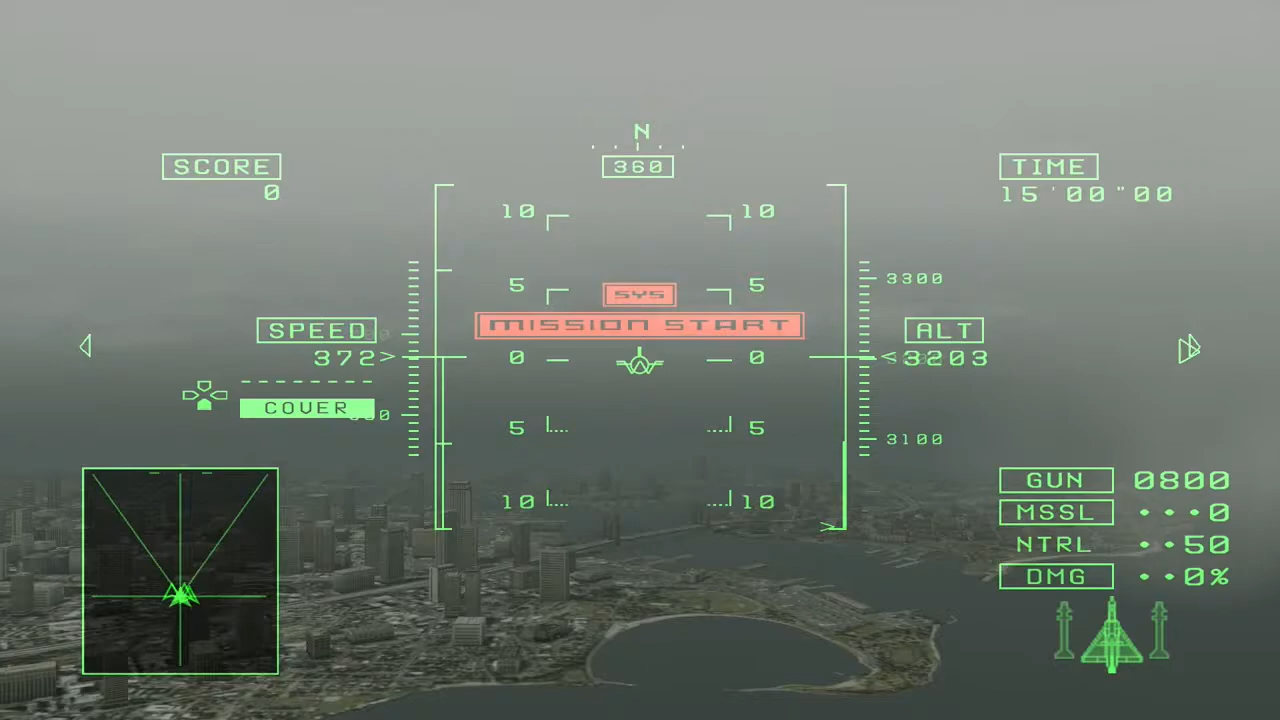 N
360
SCORE
0
TIME
15'00"00
10 10
5 5
SYS
MISSION START
3300
SPEED
372>
0 0
ALT
<3203
COVER
5 5
3100
10 10
GUN 0800
MSSL ···0
NTRL ··50
DMG ··0%